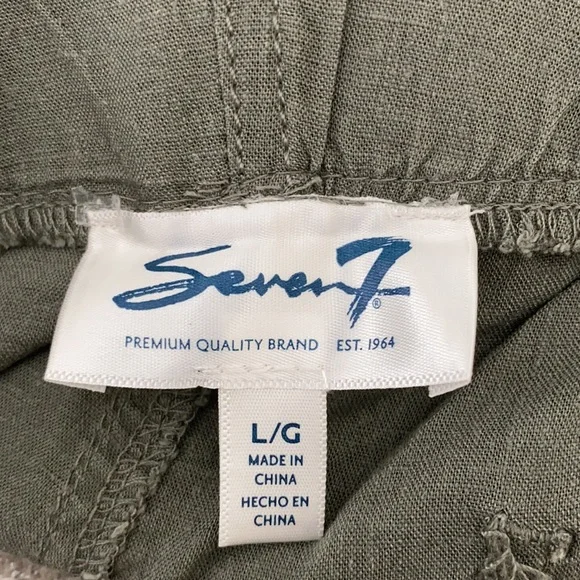 Seven7®
PREMIUM QUALITY BRAND EST. 1964
L/G
MADE IN
CHINA
HECHO EN
CHINA